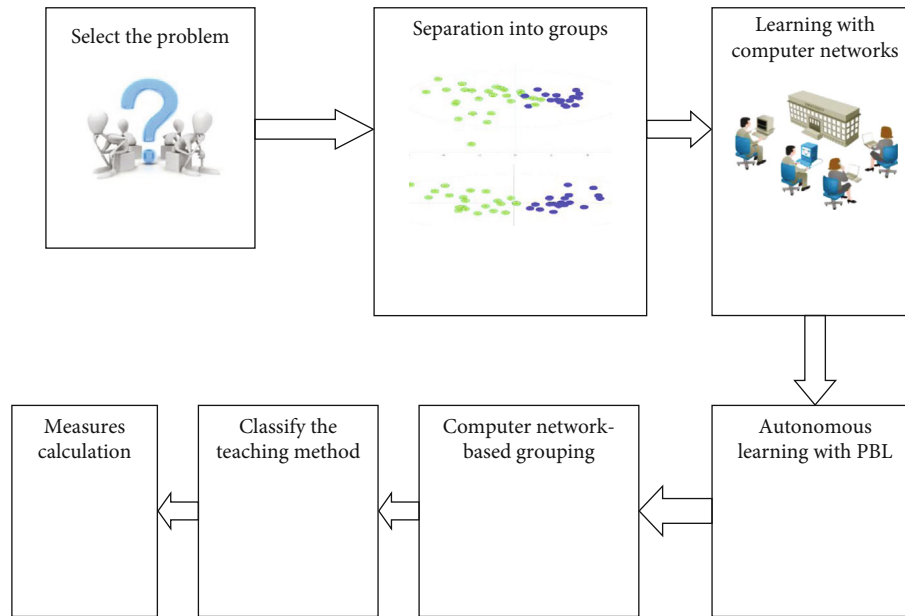 Select the problem
Separation into groups
Learning with
computer networks
Autonomous
learning with PBL
Computer network-
based grouping
Classify the
teaching method
Measures
calculation